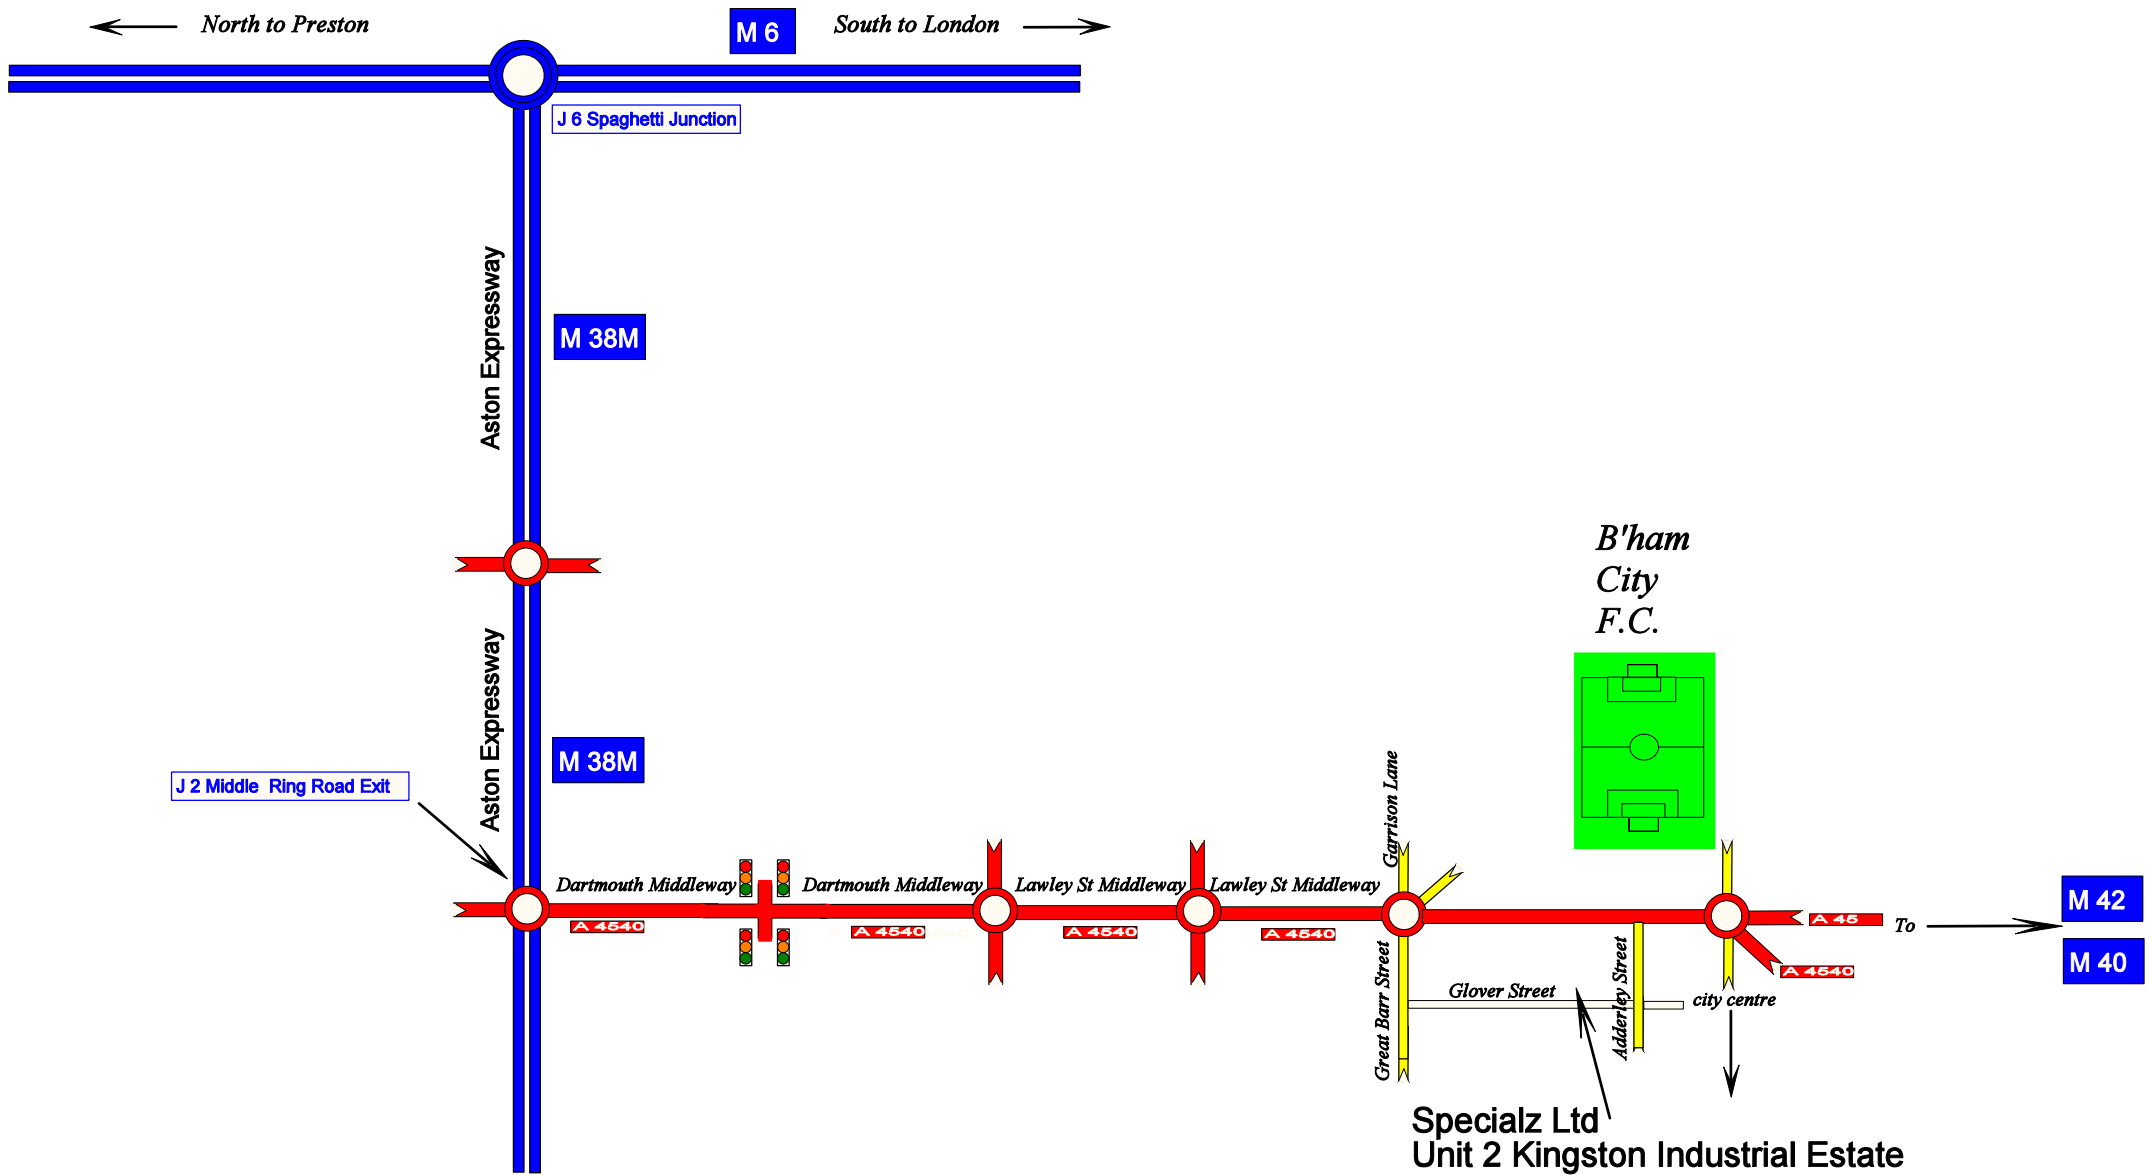 North to Preston
M 6
South to London
J 6 Spaghetti Junction
Aston Expressway
M 38M
B'ham
City
F.C.
Aston Expressway
M 38M
J 2 Middle Ring Road Exit
Garrison Lane
Dartmouth Middleway
Dartmouth Middleway
Lawley St Middleway
Lawley St Middleway
A 4540
A 4540
A 4540
A 4540
A 45
To
M 42
M 40
A 4540
Great Barr Street
Glover Street
Adderley Street
city centre
Specialz Ltd
Unit 2 Kingston Industrial Estate